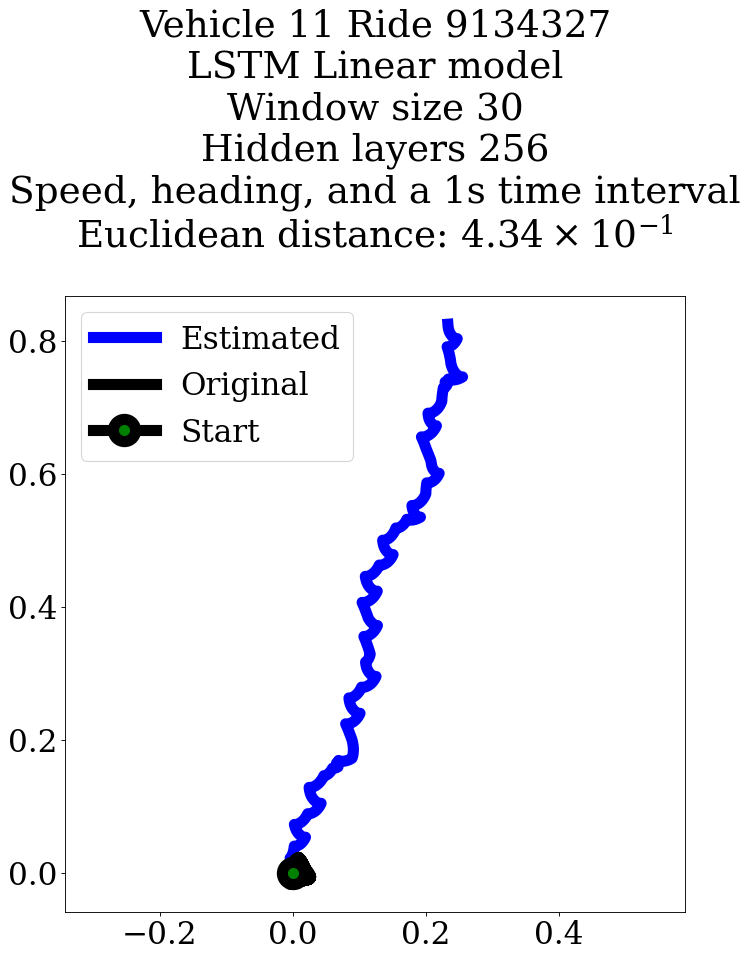 Vehicle 11 Ride 9134327
LSTM Linear model
Window size 30
Hidden layers 256
Speed, heading, and a 1s time interval
Euclidean distance: 4.34 × 10⁻¹
Estimated
Original
Start
0.8
0.6
0.4
0.2
0.0
−0.2 0.0 0.2 0.4